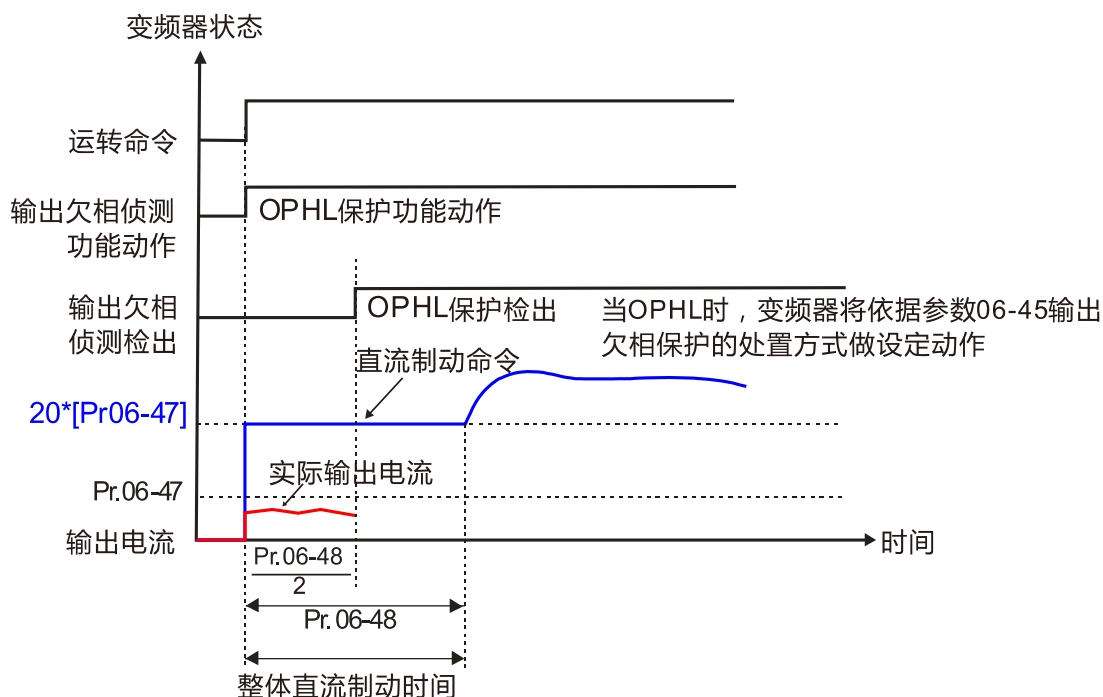 变频器状态
运转命令
输出欠相侦测
功能动作
OPHL保护功能动作
输出欠相
侦测检出
OPHL保护检出
当OPHL时，变频器将依据参数06-45输出
欠相保护的处置方式做设定动作
直流制动命令
20*[Pr06-47]
实际输出电流
Pr.06-47
输出电流
时间
Pr.06-48
2
Pr.06-48
整体直流制动时间